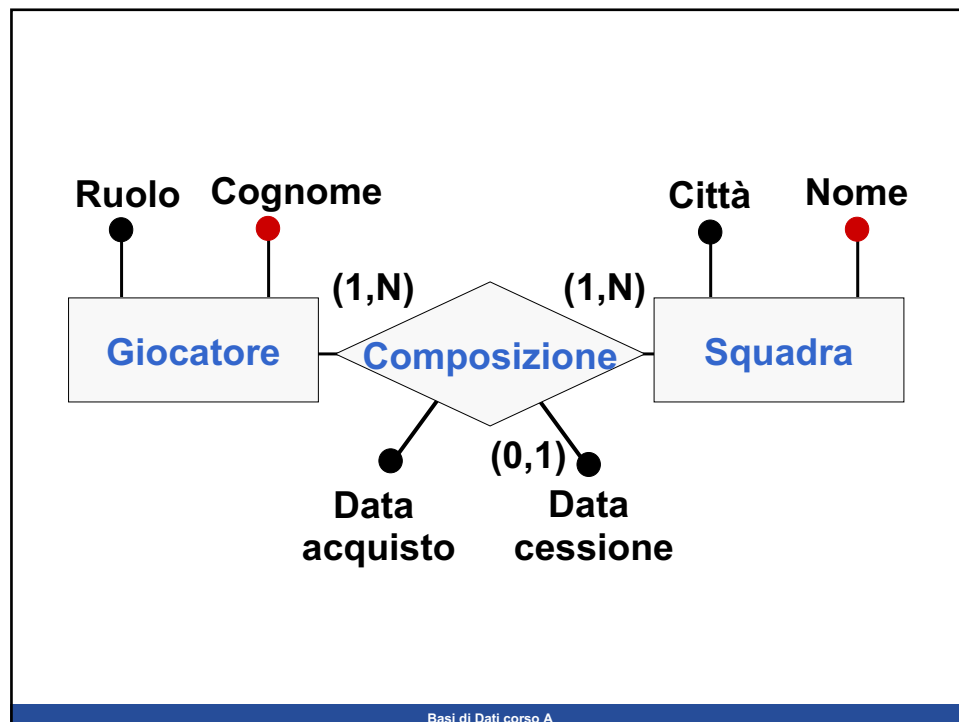 Ruolo
Cognome
Città
Nome
(1,N)
(1,N)
Giocatore
Composizione
Squadra
(0,1)
Data
acquisto
Data
cessione
Basi di Dati corso A